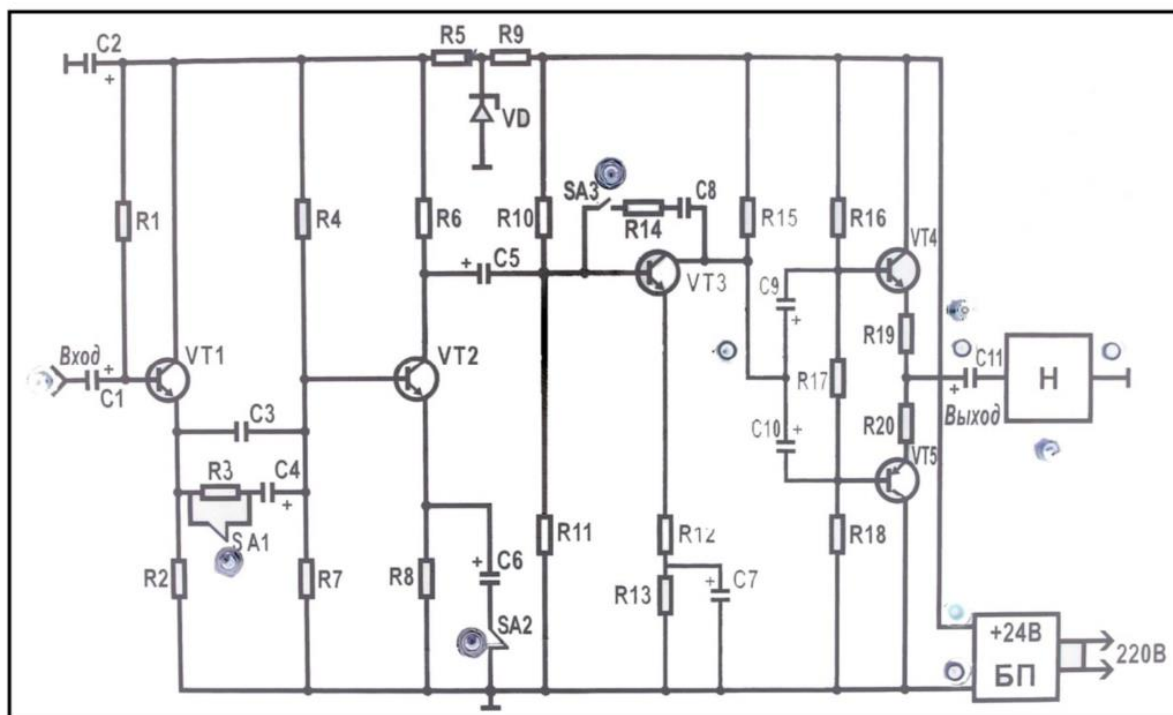 C2
R5 R9
VD
R1
R4
R6
R10
SA3
R14
C8
R15
R16
VT4
C5
VT3
C9
R19
Вход
C1
VT1
VT2
R17
C11
Н
Выход
C3
R3
C4
SA1
C10
R20
VT5
R2
R7
R8
C6
SA2
R11
R12
R13
C7
R18
+24В
БП
220В